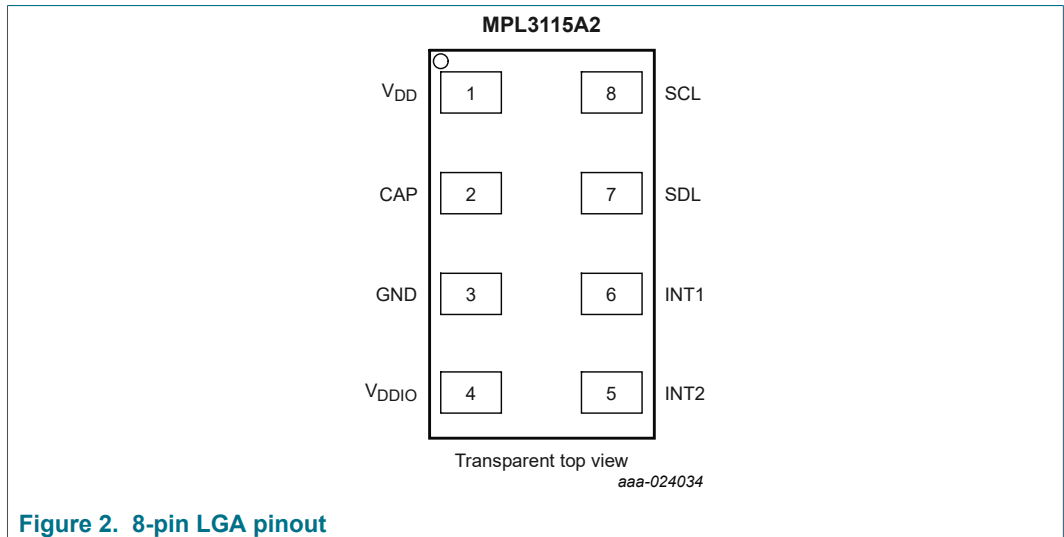 MPL3115A2
VDD 1 8 SCL
CAP 2 7 SDL
GND 3 6 INT1
VDDIO 4 5 INT2
Transparent top view
aaa-024034
Figure 2. 8-pin LGA pinout